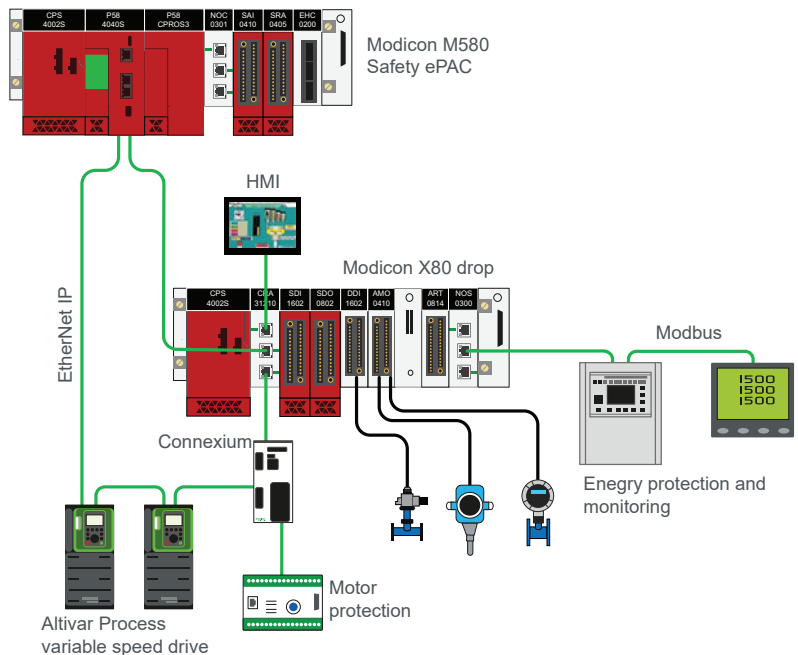 CPS
4002S
P58
4040S
P58
CPROS3
NOC
0301
SAI
0410
SRA
0405
EHC
0200
Modicon M580
Safety ePAC
HMI
Modicon X80 drop
CPS
4002S
CRA
31210
SDI
1602
SDO
0802
DDI
1602
AMO
0410
ART
0814
NOS
0300
EtherNet IP
Modbus
1500
1500
1500
Connexium
Enegry protection and
monitoring
Motor
protection
Altivar Process
variable speed drive